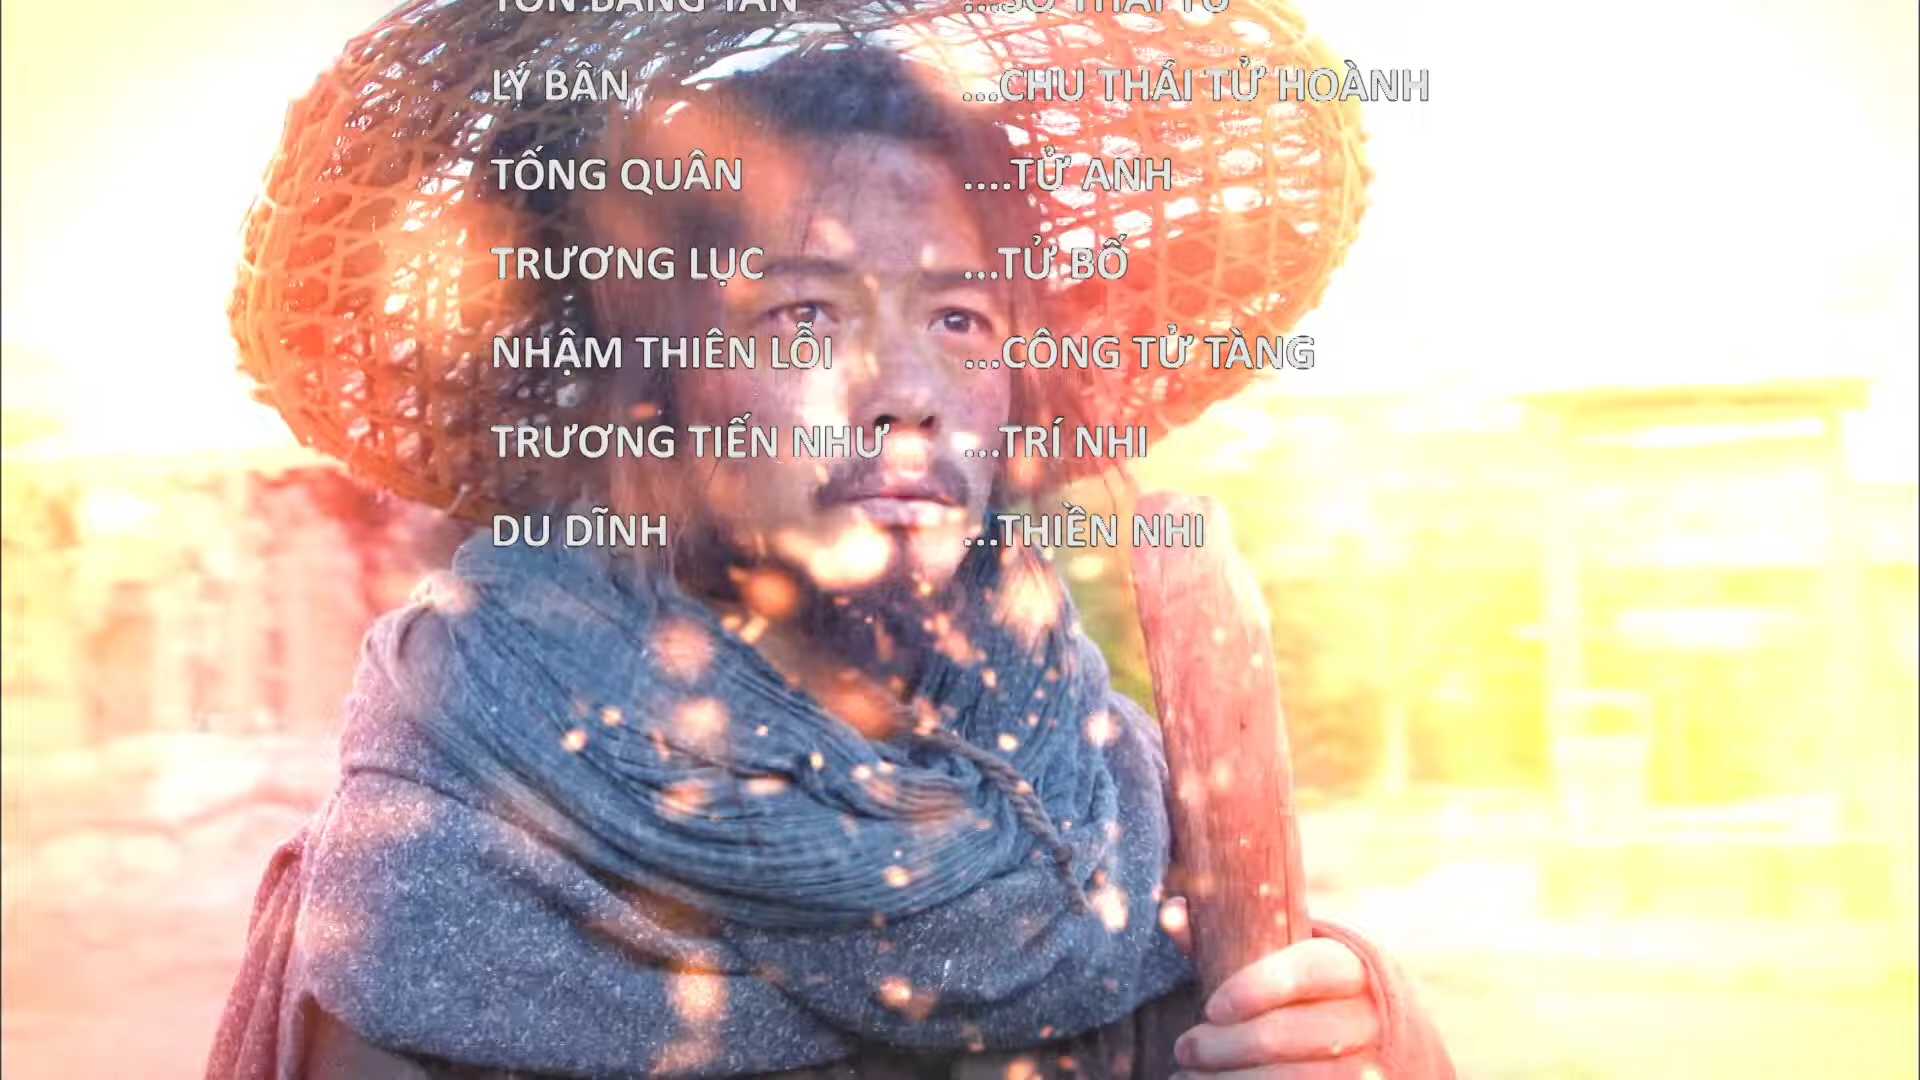 LÝ BÂN ...CHU THÁI TỬ HOÀNH
TỐNG QUÂN ....TỬ ANH
TRƯƠNG LỤC ...TỬ BỐ
NHẬM THIÊN LỖI ...CÔNG TỬ TÀNG
TRƯƠNG TIẾN NHƯ ...TRÍ NHI
DU DĨNH ...THIỀN NHI